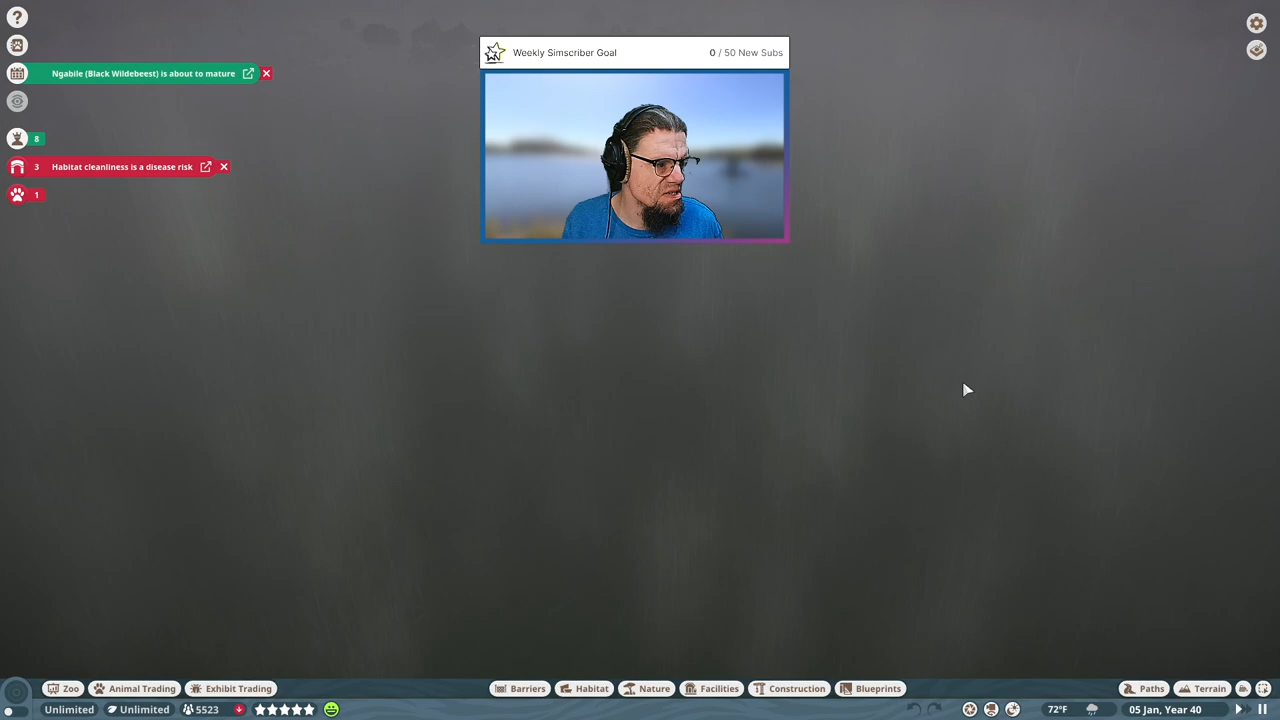 ?
Weekly Simscriber Goal 0 / 50 New Subs
Ngabile (Black Wildebeest) is about to mature
8
3 Habitat cleanliness is a disease risk
1
Zoo Animal Trading Exhibit Trading Barriers Habitat Nature Facilities Construction Blueprints Paths Terrain
Unlimited Unlimited 5523 72°F 05 Jan, Year 40